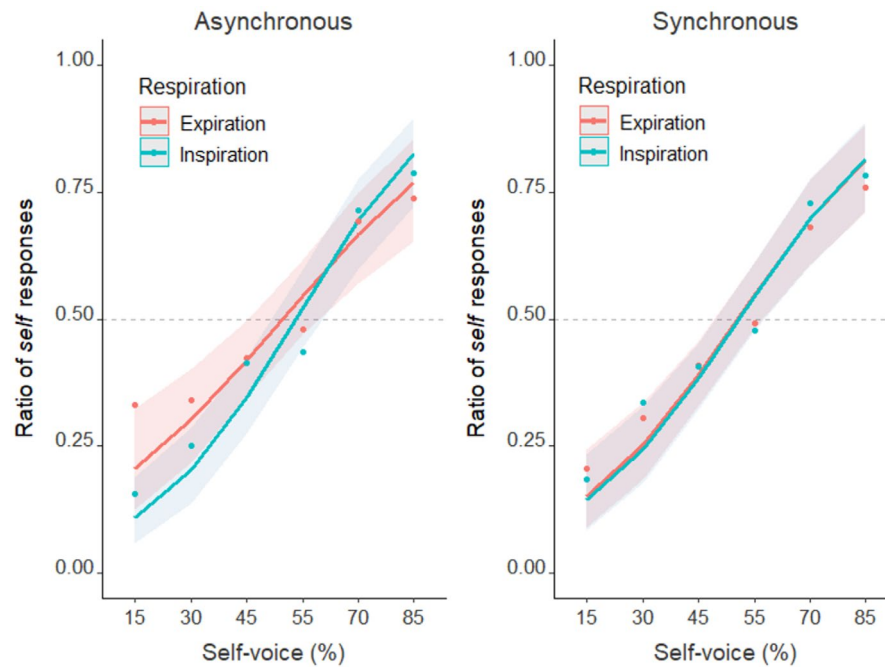 Asynchronous
1.00
0.75
0.50
0.25
0.00
Ratio of self responses
Respiration
Expiration
Inspiration
15 30 45 55 70 85
Self-voice (%)
Synchronous
1.00
0.75
0.50
0.25
0.00
Ratio of self responses
Respiration
Expiration
Inspiration
15 30 45 55 70 85
Self-voice (%)